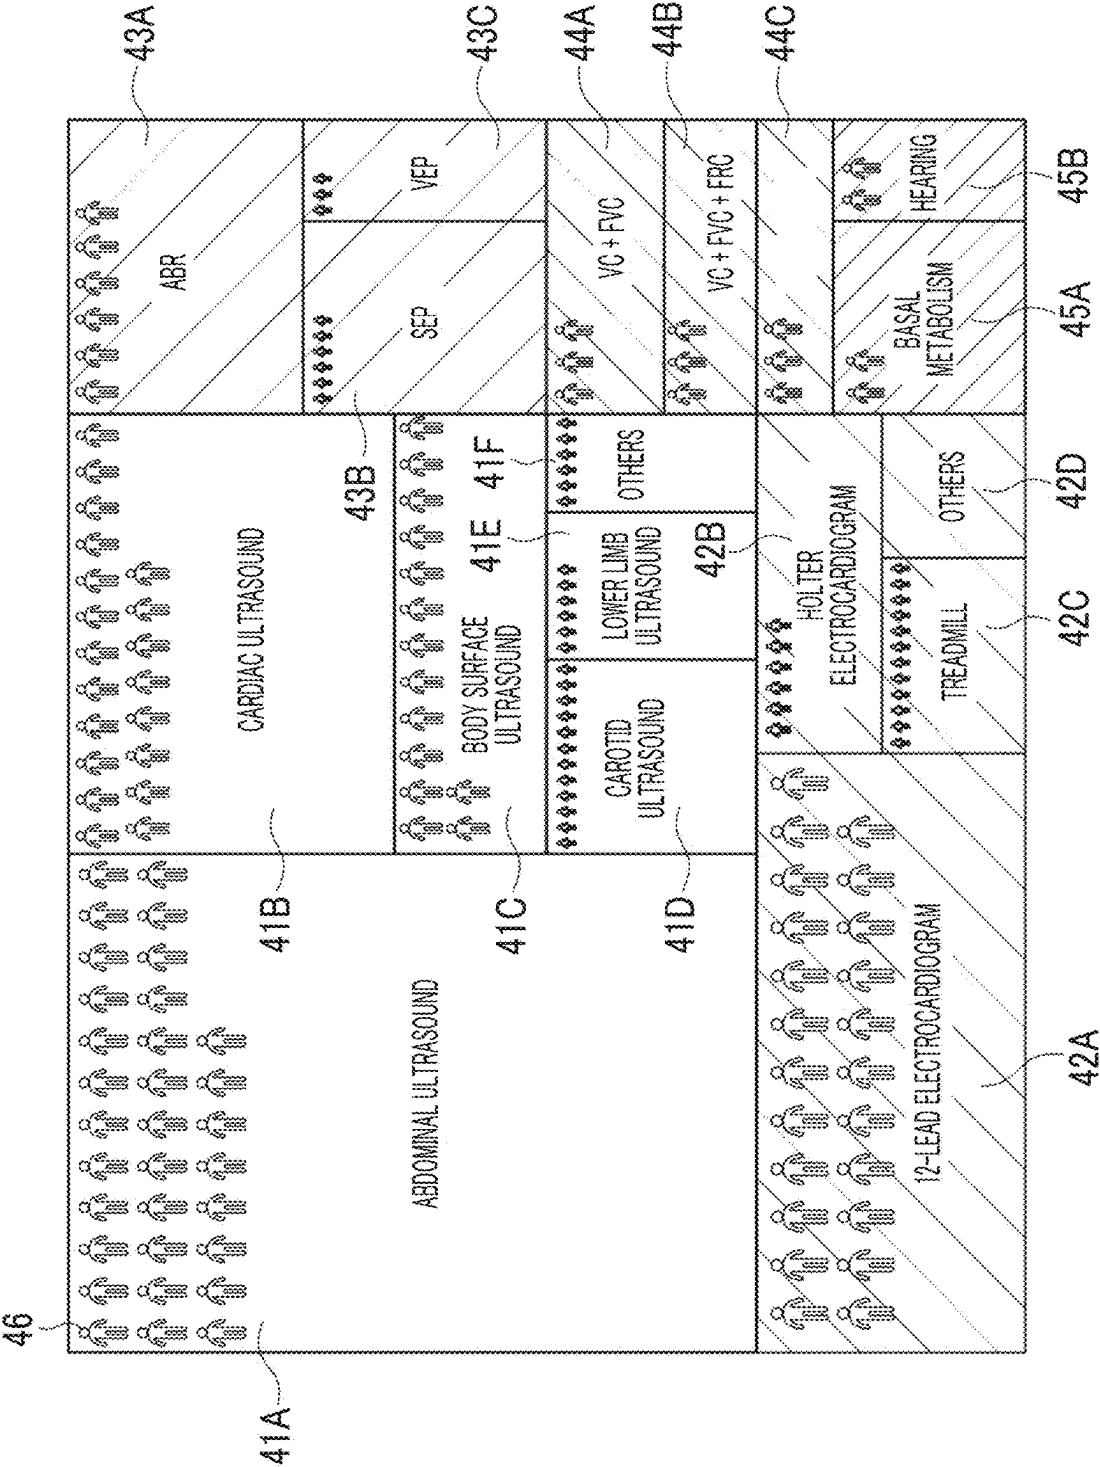 46
41A
ABDOMINAL ULTRASOUND
41B
CARDIAC ULTRASOUND
41C
BODY SURFACE
ULTRASOUND
41D
CAROTID
ULTRASOUND
41E
LOWER LIMB
ULTRASOUND
41F
OTHERS
42A
12-LEAD ELECTROCARDIOGRAM
42B
HOLTER
ELECTROCARDIOGRAM
42C
TREADMILL
42D
OTHERS
43A
ABR
43B
SEP
43C
VEP
44A
VC + FVC
44B
VC + FVC + FRC
44C
45A
BASAL
METABOLISM
45B
HEARING